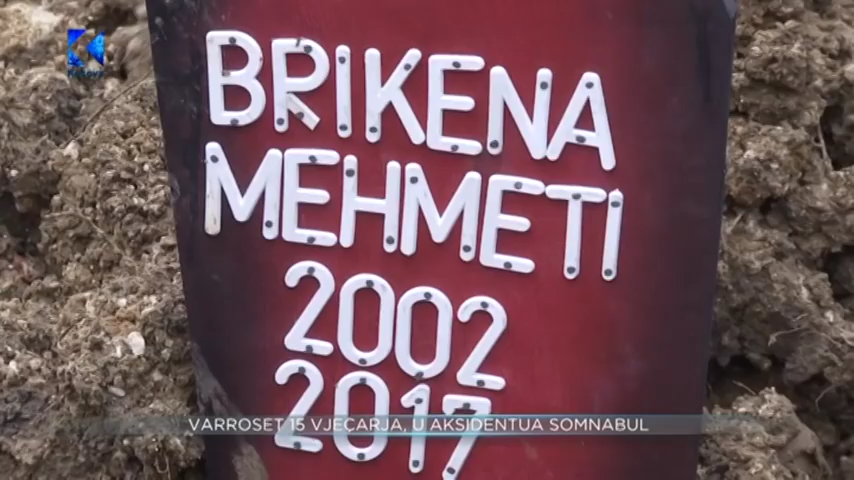 BRIKENA
MEHMETI
2002
2017
VARROSET 15 VJEÇARJA, U AKSIDENTUA SOMNABUL